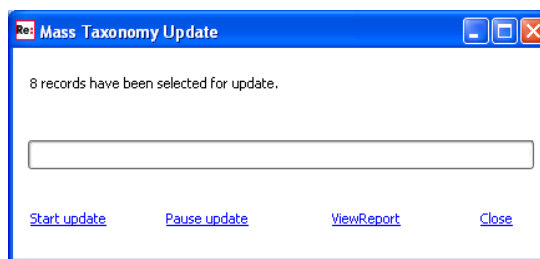 Re: Mass Taxonomy Update
8 records have been selected for update.
Start update Pause update ViewReport Close